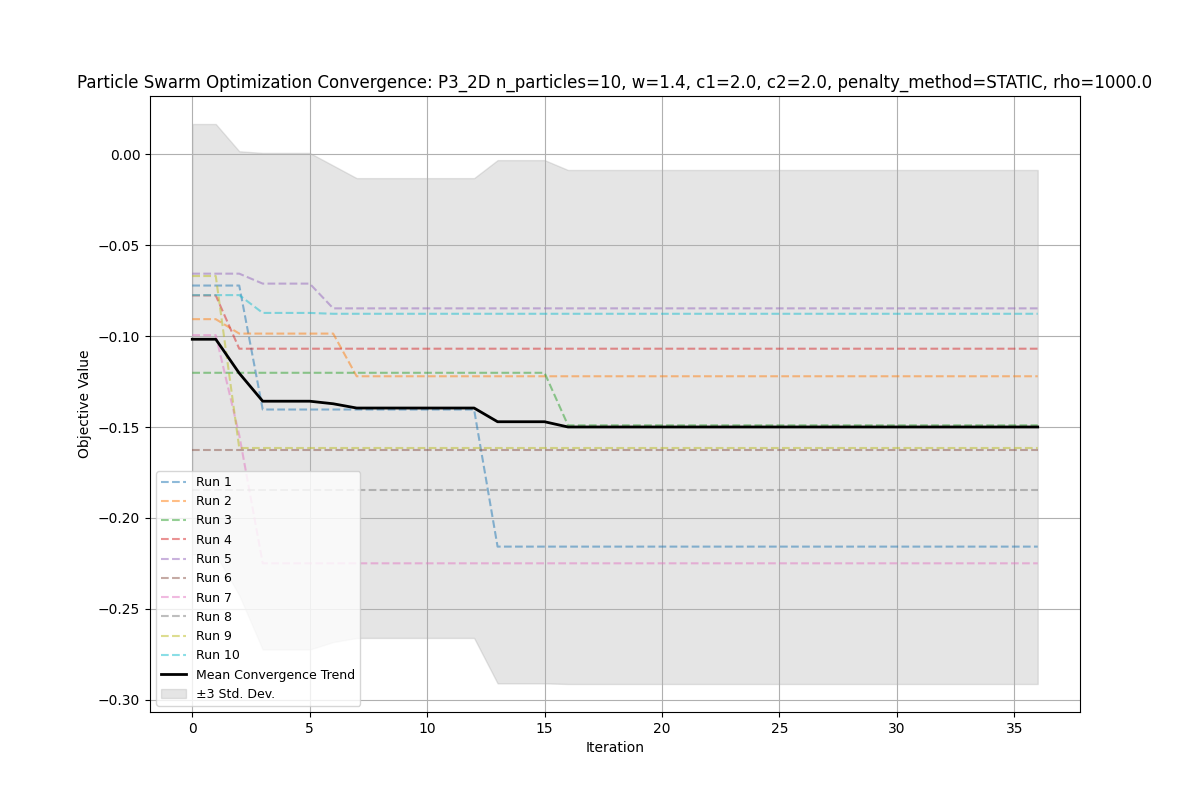 Particle Swarm Optimization Convergence: P3_2D n_particles=10, w=1.4, c1=2.0, c2=2.0, penalty_method=STATIC, rho=1000.0
Objective Value
0.00
−0.05
−0.10
−0.15
−0.20
−0.25
−0.30
Run 1
Run 2
Run 3
Run 4
Run 5
Run 6
Run 7
Run 8
Run 9
Run 10
Mean Convergence Trend
±3 Std. Dev.
0 5 10 15 20 25 30 35
Iteration